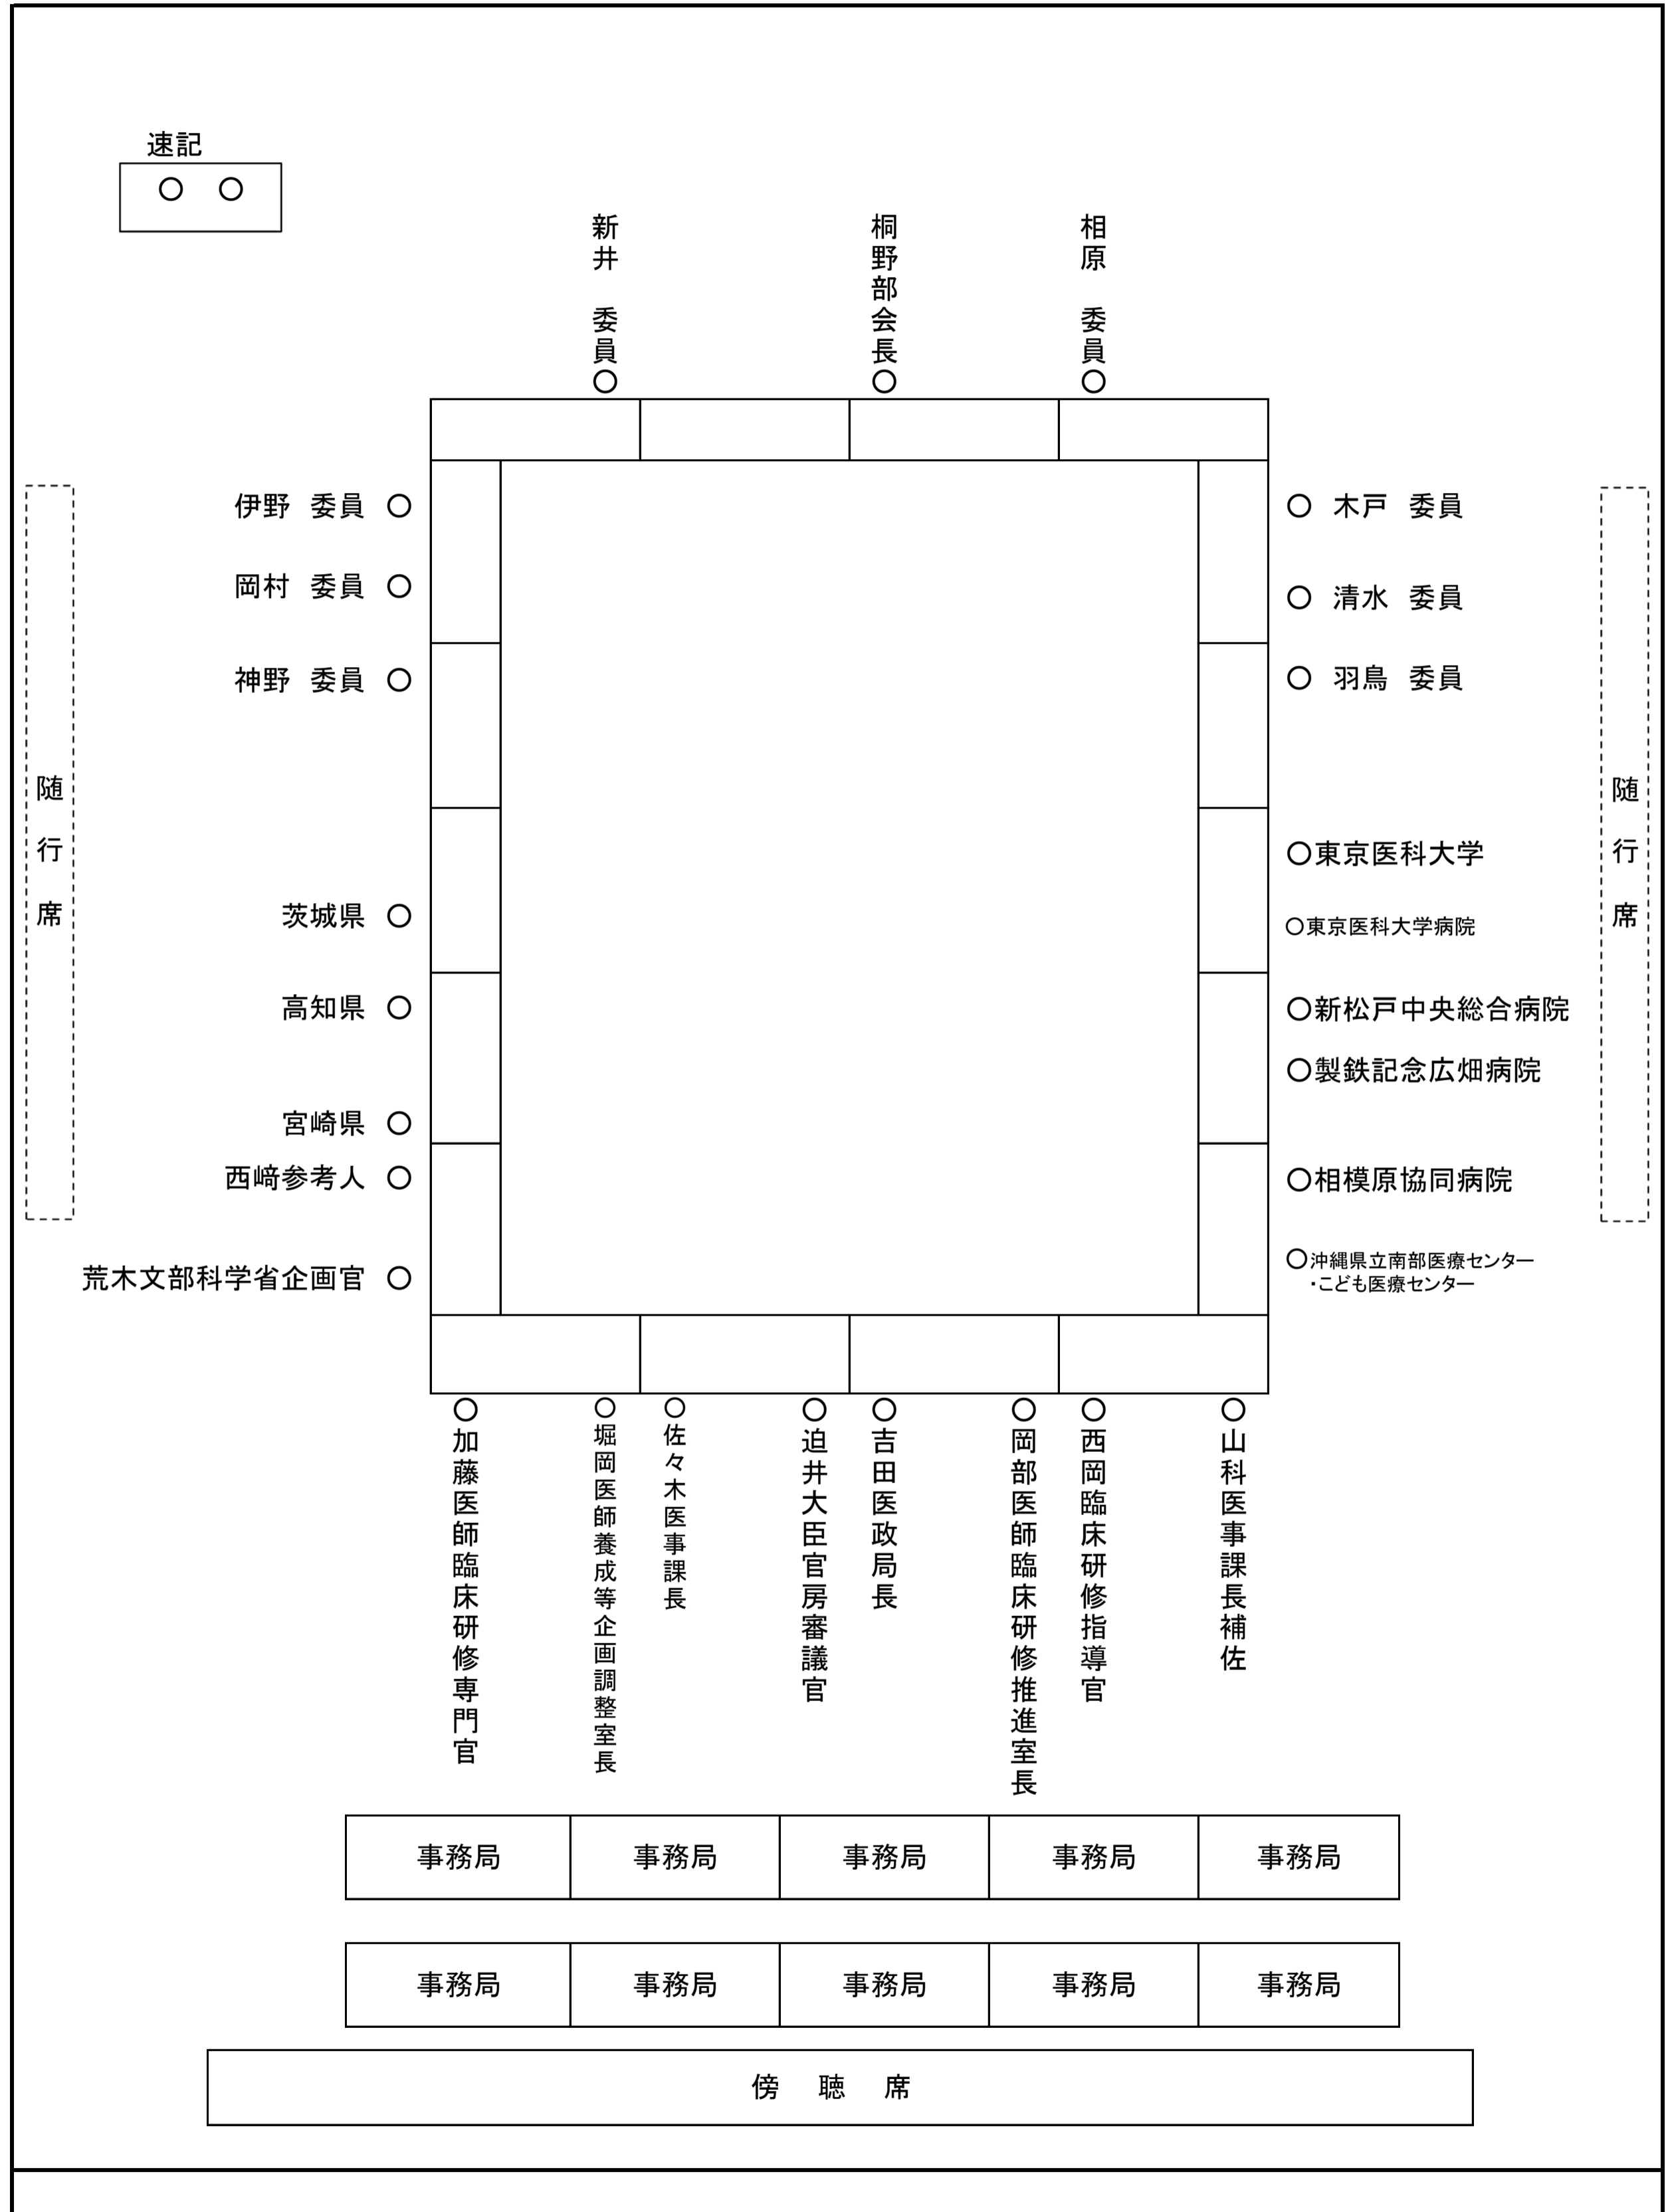 速記
新井 委員
桐野部会長
相原 委員
伊野 委員
岡村 委員
神野 委員
茨城県
高知県
宮崎県
西﨑参考人
荒木文部科学省企画官
木戸 委員
清水 委員
羽鳥 委員
東京医科大学
東京医科大学病院
新松戸中央総合病院
製鉄記念広畑病院
相模原協同病院
沖縄県立南部医療センター
・こども医療センター
随行席
随行席
加藤医師臨床研修専門官
堀岡医師養成等企画調整室長
佐々木医事課長
迫井大臣官房審議官
吉田医政局長
岡部医師臨床研修推進室長
西岡臨床研修指導官
山科医事課長補佐
事務局 事務局 事務局 事務局 事務局
事務局 事務局 事務局 事務局 事務局
傍 聴 席